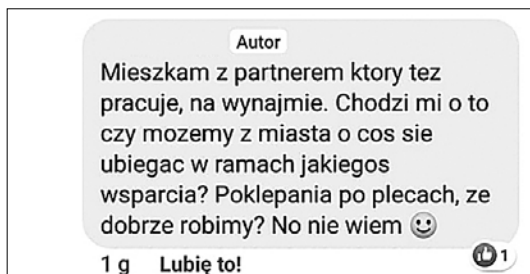 Autor
Mieszkam z partnerem ktory tez
pracuje, na wynajmie. Chodzi mi o to
czy mozemy z miasta o cos sie
ubiegac w ramach jakiegos
wsparcia? Poklepania po plecach, ze
dobrze robimy? No nie wiem 🙂
1 g Lubię to! 1